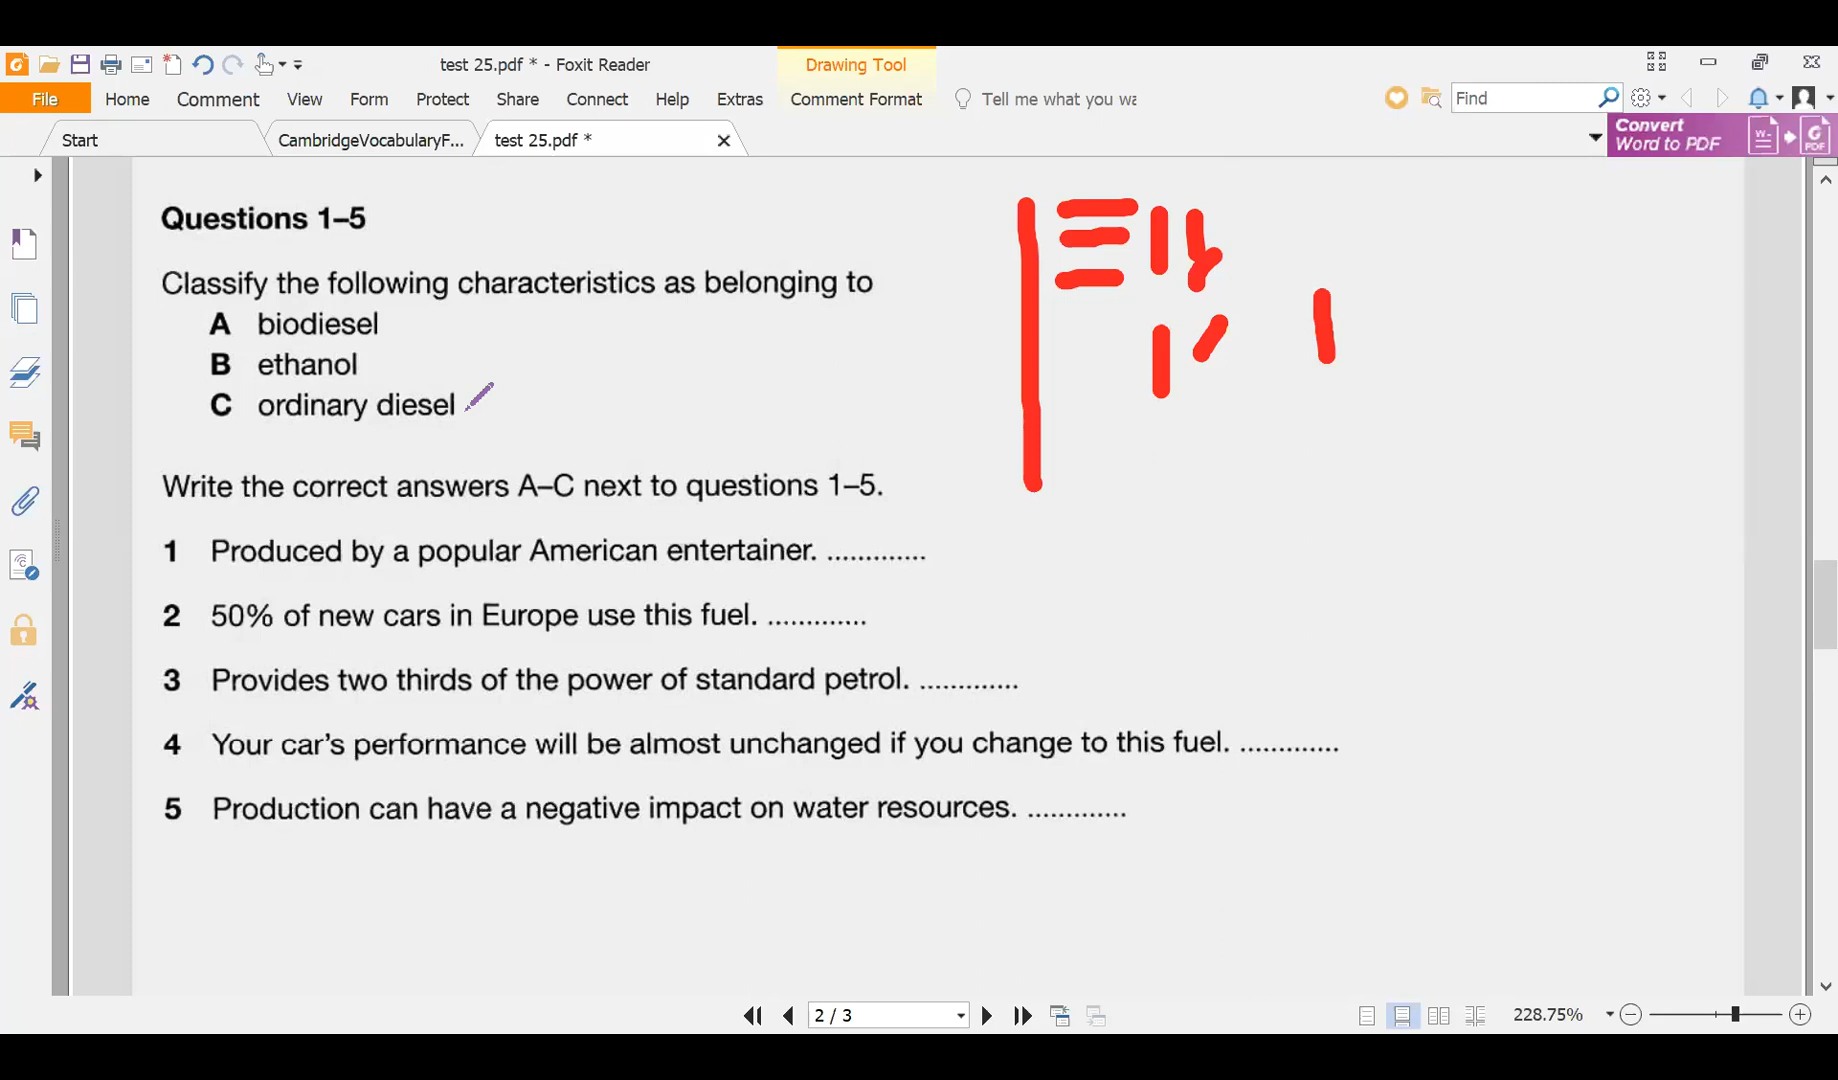 test 25.pdf * - Foxit Reader
Drawing Tool
File Home Comment View Form Protect Share Connect Help Extras Comment Format Tell me what you wa Find
Start CambridgeVocabularyF... test 25.pdf * Convert
Word to PDF
Questions 1–5
Classify the following characteristics as belonging to
A biodiesel
B ethanol
C ordinary diesel
Write the correct answers A–C next to questions 1–5.
1 Produced by a popular American entertainer. .............
2 50% of new cars in Europe use this fuel. .............
3 Provides two thirds of the power of standard petrol. .............
4 Your car's performance will be almost unchanged if you change to this fuel. .............
5 Production can have a negative impact on water resources. .............
2 / 3 228.75%